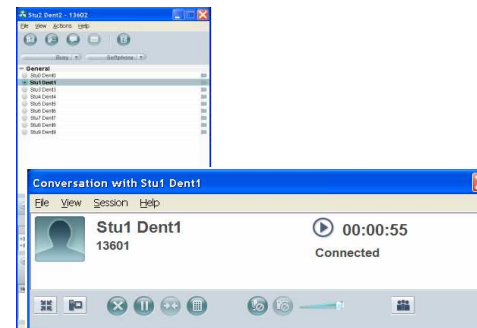 Stu2 Dent2 - 13602
File View Actions Help
Busy Softphone
General
Stu0 Dent0
Stu1 Dent1
Stu3 Dent3
Stu4 Dent4
Stu5 Dent5
Stu6 Dent6
Stu7 Dent7
Stu8 Dent8
Stu9 Dent9
Conversation with Stu1 Dent1
File View Session Help
Stu1 Dent1
13601
00:00:55
Connected